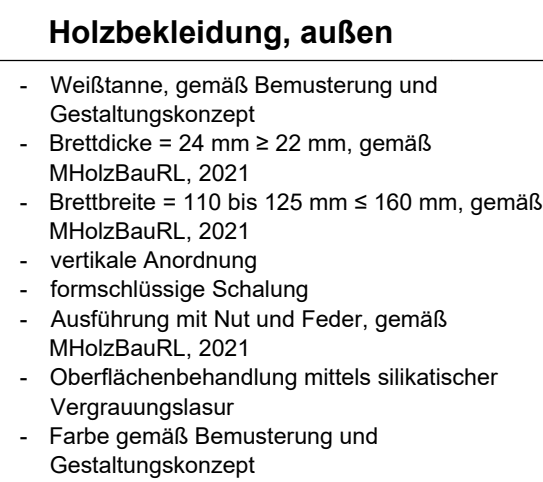 Holzbekleidung, außen
- Weißtanne, gemäß Bemusterung und
Gestaltungskonzept
- Brettdicke = 24 mm ≥ 22 mm, gemäß
MHolzBauRL, 2021
- Brettbreite = 110 bis 125 mm ≤ 160 mm, gemäß
MHolzBauRL, 2021
- vertikale Anordnung
- formschlüssige Schalung
- Ausführung mit Nut und Feder, gemäß
MHolzBauRL, 2021
- Oberflächenbehandlung mittels silikatischer
Vergrauungslasur
- Farbe gemäß Bemusterung und
Gestaltungskonzept